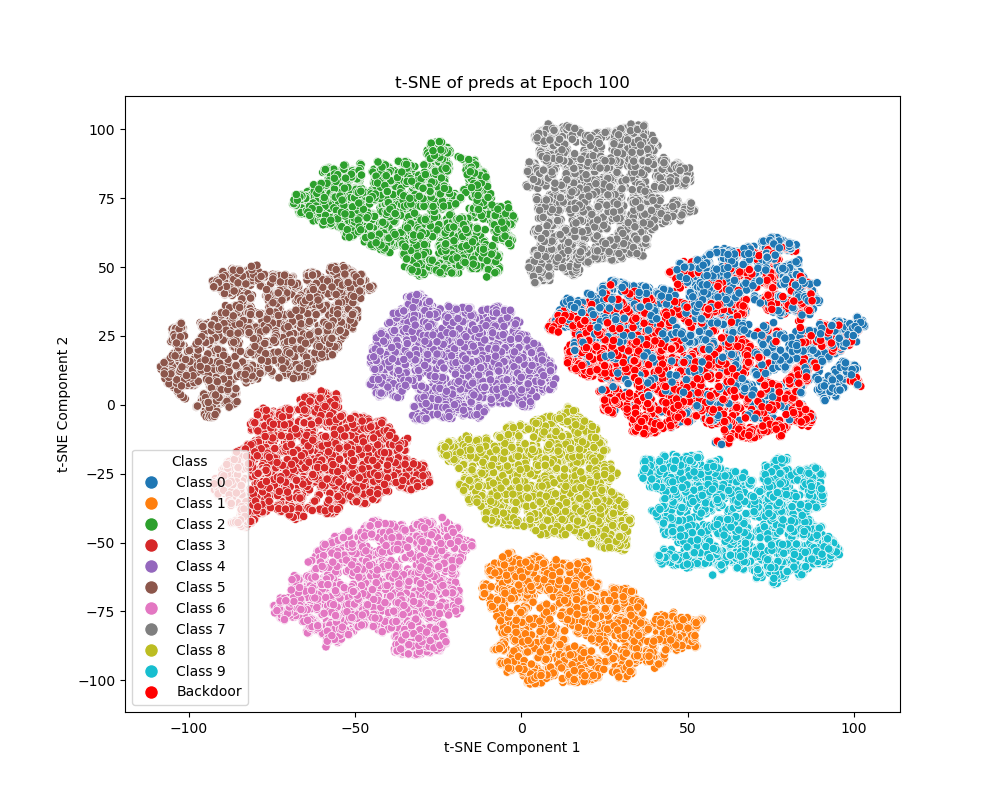 t-SNE of preds at Epoch 100
t-SNE Component 2
100
75
50
25
0
−25
−50
−75
−100
Class
Class 0
Class 1
Class 2
Class 3
Class 4
Class 5
Class 6
Class 7
Class 8
Class 9
Backdoor
−100
−50
0
50
100
t-SNE Component 1